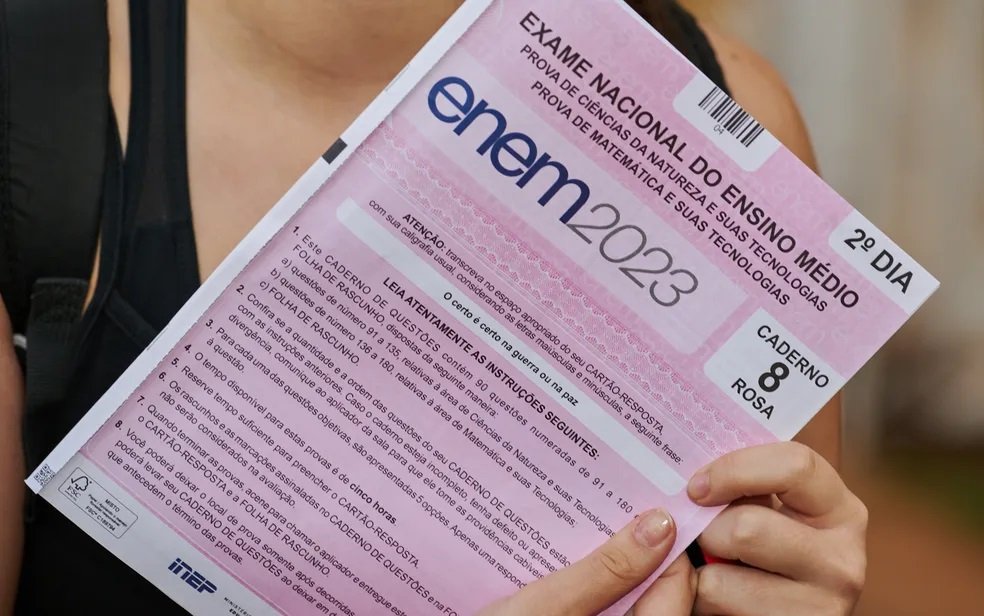 EXAME NACIONAL DO ENSINO MÉDIO
PROVA DE CIÊNCIAS DA NATUREZA E SUAS TECNOLOGIAS
PROVA DE MATEMÁTICA E SUAS TECNOLOGIAS
04
2º DIA
enem2023
CADERNO
8
ROSA
ATENÇÃO: transcreva no espaço apropriado do seu CARTÃO-RESPOSTA,
com sua caligrafia usual, considerando as letras maiúsculas e minúsculas, a seguinte frase:
O certo é certo na guerra ou na paz
LEIA ATENTAMENTE AS INSTRUÇÕES SEGUINTES:
1. Este CADERNO DE QUESTÕES contém 90 questões numeradas de 91 a 180
FOLHA DE RASCUNHO, dispostas da seguinte maneira:
a) questões de número 91 a 135, relativas à área de Ciências da Natureza e suas Tecnologias
b) questões de número 136 a 180, relativas à área de Matemática e suas Tecnologias;
c) FOLHA DE RASCUNHO
2. Confira se a quantidade e a ordem das questões do seu CADERNO DE QUESTÕES estã
com as instruções anteriores. Caso o caderno esteja incompleto, tenha defeito ou aprese
divergência, comunique ao aplicador da sala para que ele tome as providências cabíveis
3. Para cada uma das questões objetivas, são apresentadas 5 opções. Apenas uma respond
à questão.
4. O tempo disponível para estas provas é de cinco horas.
5. Reserve tempo suficiente para preencher o CARTÃO-RESPOSTA
6. Os rascunhos e as marcações assinaladas no CADERNO DE QUESTÕES e na FO
não serão considerados na avaliação.
7. Quando terminar as provas, acene para chamar o aplicador e entregue este
o CARTÃO-RESPOSTA e a FOLHA DE RASCUNHO.
8. Você poderá deixar o local de prova somente após decorridas
poderá levar seu CADERNO DE QUESTÕES ao deixar em d
que antecedem o término das provas.
FSC
MISTO
INEP
MINISTÉRIO